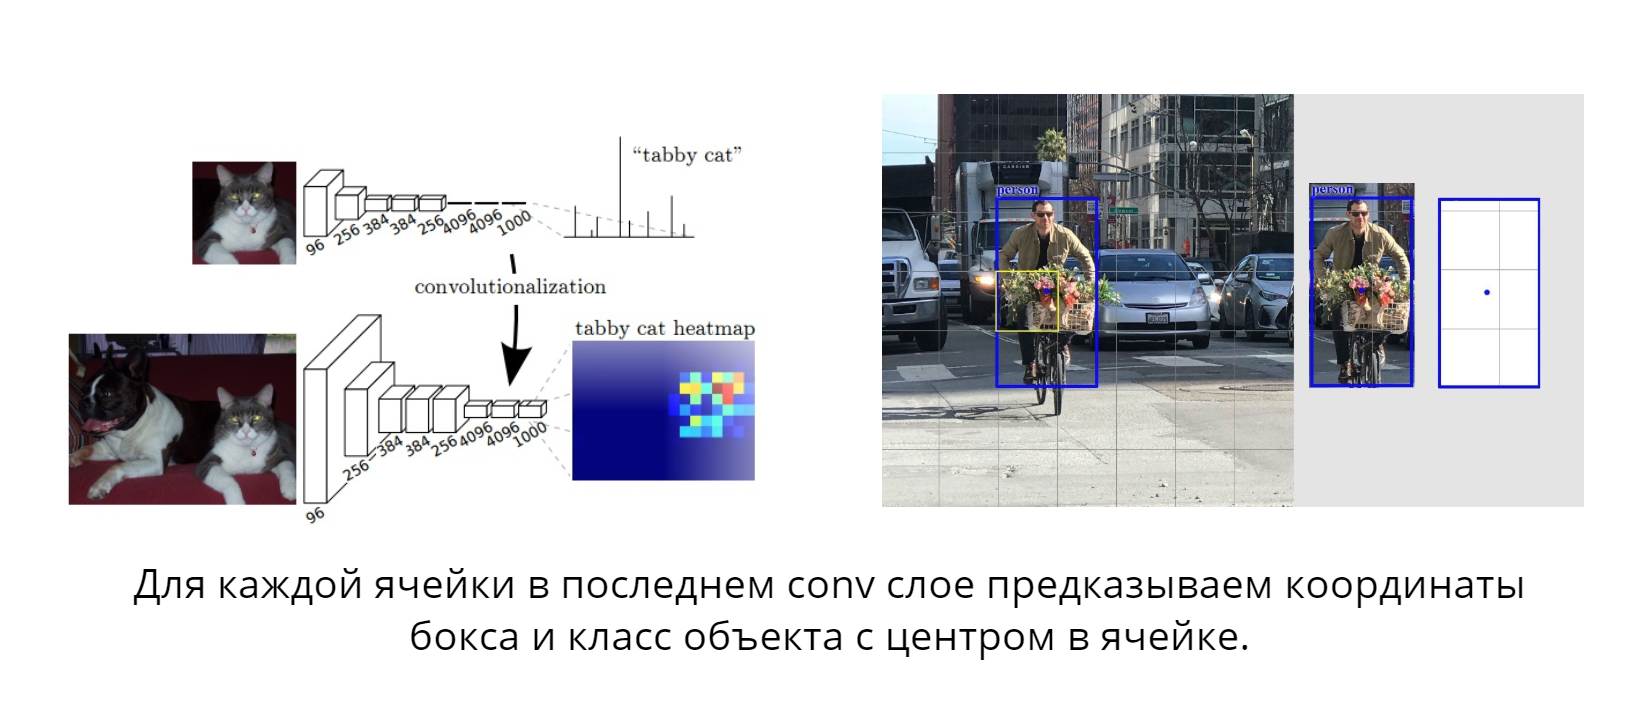 "tabby cat"
96
256
384
384
256
4096
4096
1000
convolutionalization
tabby cat heatmap
96
256
384
384
256
4096
4096
1000
person
person
Для каждой ячейки в последнем conv слое предсказываем координаты
бокса и класс объекта с центром в ячейке.